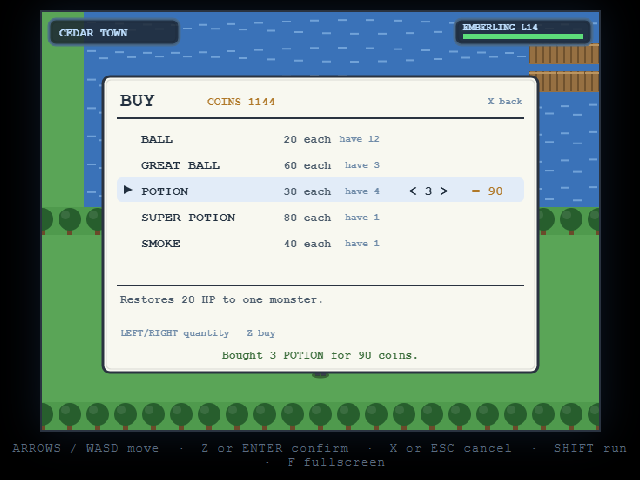 CEDAR TOWN
EMBERLING L14
BUY COINS 1144 X back
BALL 20 each have 12
GREAT BALL 60 each have 3
▶ POTION 30 each have 4 < 3 > - 90
SUPER POTION 80 each have 1
SMOKE 40 each have 1
Restores 20 HP to one monster.
LEFT/RIGHT quantity Z buy
Bought 3 POTION for 90 coins.
ARROWS / WASD move · Z or ENTER confirm · X or ESC cancel · SHIFT run
· F fullscreen